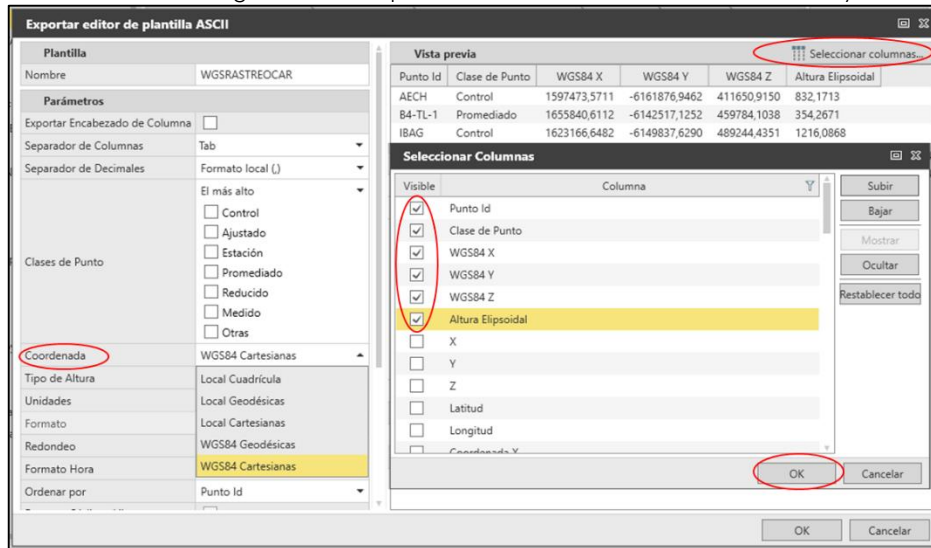 Exportar editor de plantilla ASCII
Plantilla
Nombre WGSRASTREOCAR
Parámetros
Exportar Encabezado de Columna
Separador de Columnas Tab
Separador de Decimales Formato local (,)
Clases de Punto
El más alto
Control
Ajustado
Estación
Promediado
Reducido
Medido
Otras
Coordenada WGS84 Cartesianas
Tipo de Altura
Unidades
Formato
Redondeo
Formato Hora
Local Cuadrícula
Local Geodésicas
Local Cartesianas
WGS84 Geodésicas
WGS84 Cartesianas
Ordenar por Punto Id
Vista previa Seleccionar columnas...
Punto Id Clase de Punto WGS84 X WGS84 Y WGS84 Z Altura Elipsoidal
AECH Control 1597473,5711 -6161876,9462 411650,9150 832,1713
B4-TL-1 Promediado 1655840,6112 -6142517,1252 459784,1038 354,2671
IBAG Control 1623166,6482 -6149837,6290 489244,4351 1216,0868
Seleccionar Columnas
Visible Columna
Punto Id
Clase de Punto
WGS84 X
WGS84 Y
WGS84 Z
Altura Elipsoidal
X
Y
Z
Latitud
Longitud
Coordenada X
Subir
Bajar
Mostrar
Ocultar
Restablecer todo
OK Cancelar
OK Cancelar